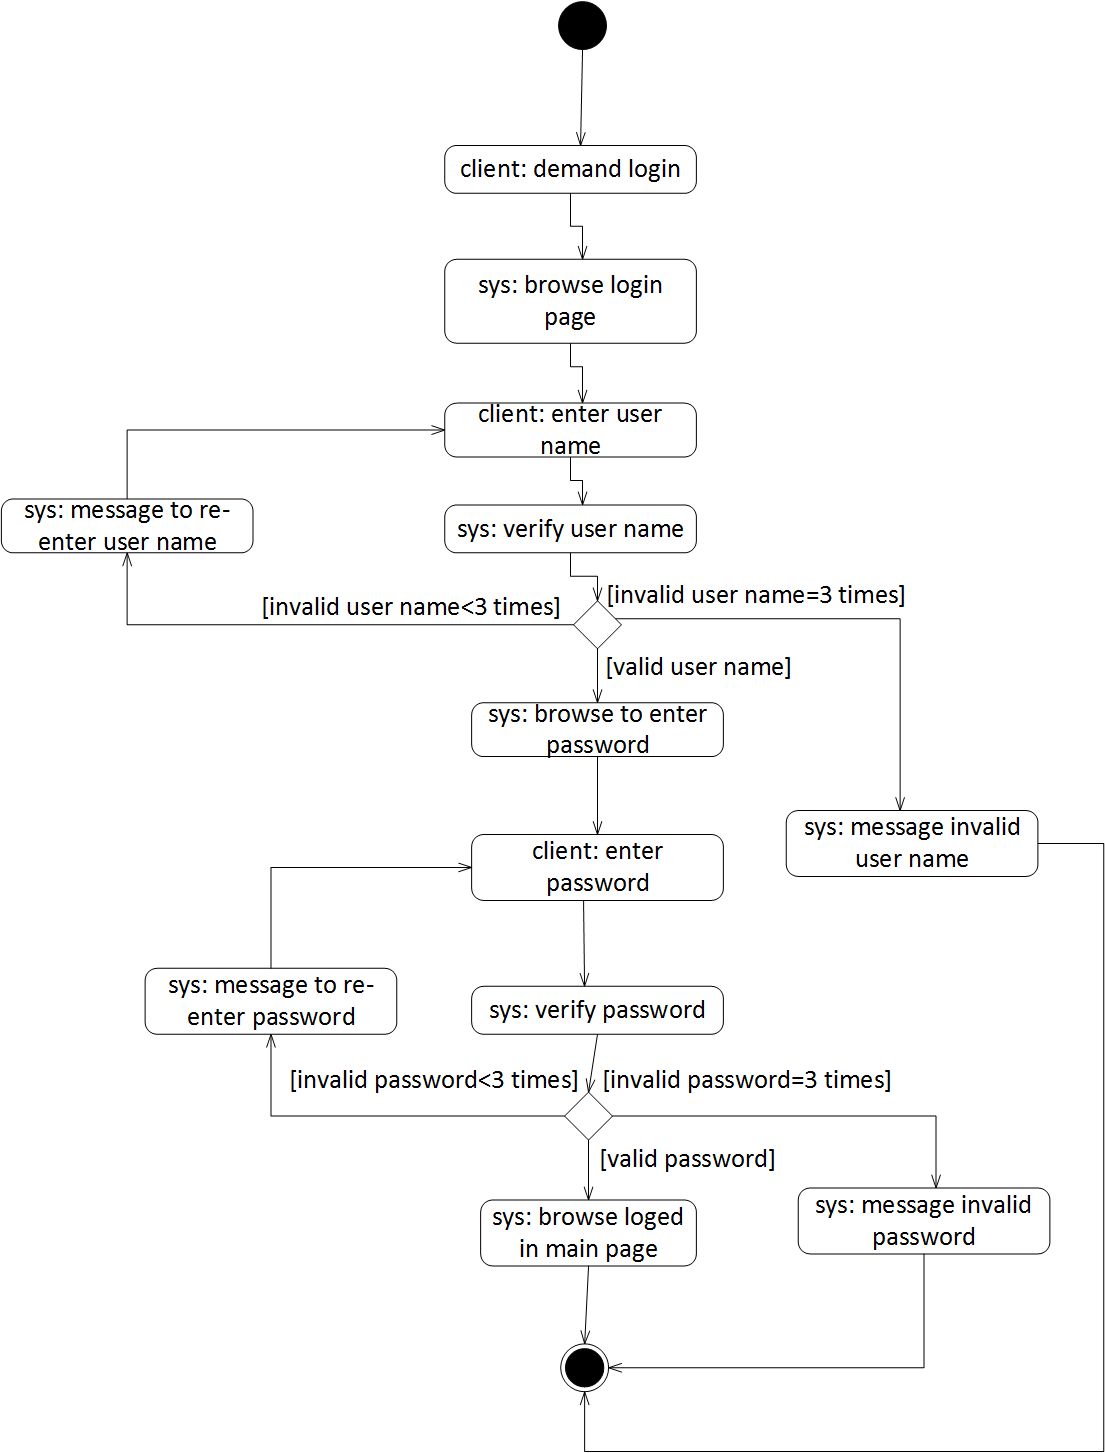 client: demand login
sys: browse login
page
client: enter user
name
sys: message to re-
enter user name
sys: verify user name
[invalid user name<3 times]
[invalid user name=3 times]
[valid user name]
sys: browse to enter
password
sys: message invalid
user name
client: enter
password
sys: message to re-
enter password
sys: verify password
[invalid password<3 times]
[invalid password=3 times]
[valid password]
sys: browse loged
in main page
sys: message invalid
password